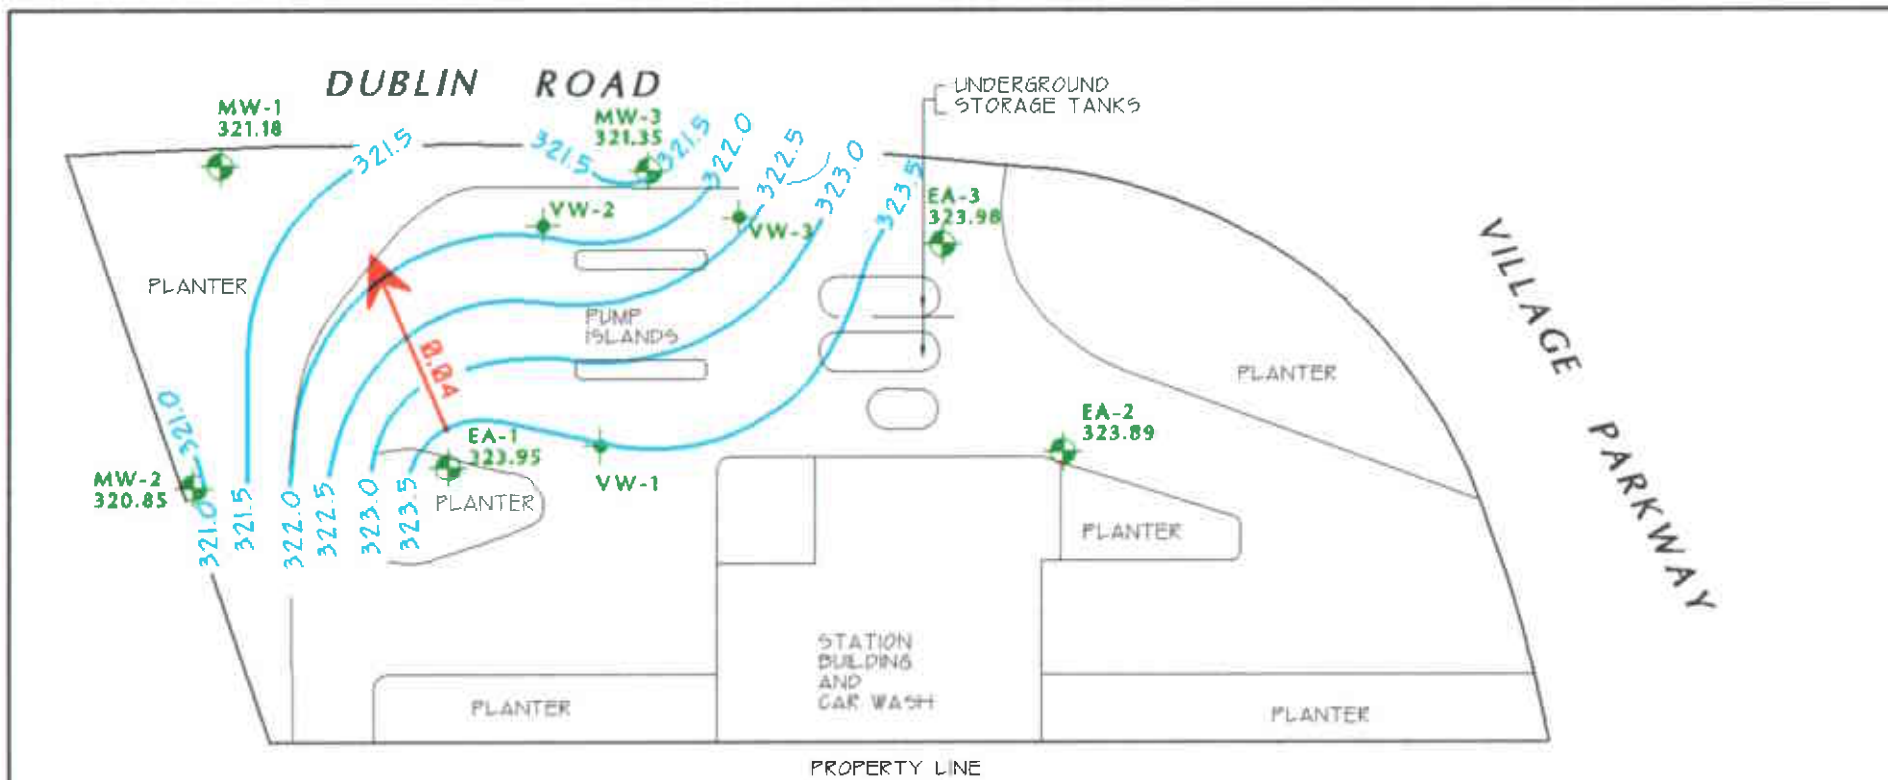 DUBLIN ROAD
UNDERGROUND
STORAGE TANKS
MW-1
321.18
MW-3
321.35
321.5
321.5
321.5
322.0
322.5
323.0
323.5
EA-3
323.98
VW-2
VW-3
PLANTER
PUMP
ISLANDS
0.04
VILLAGE PARKWAY
PLANTER
321.0
EA-1
323.95
EA-2
323.89
MW-2
320.85
VW-1
PLANTER
321.0
321.5
322.0
322.5
323.0
323.5
PLANTER
STATION
BUILDING
AND
CAR WASH
PLANTER
PLANTER
PROPERTY LINE